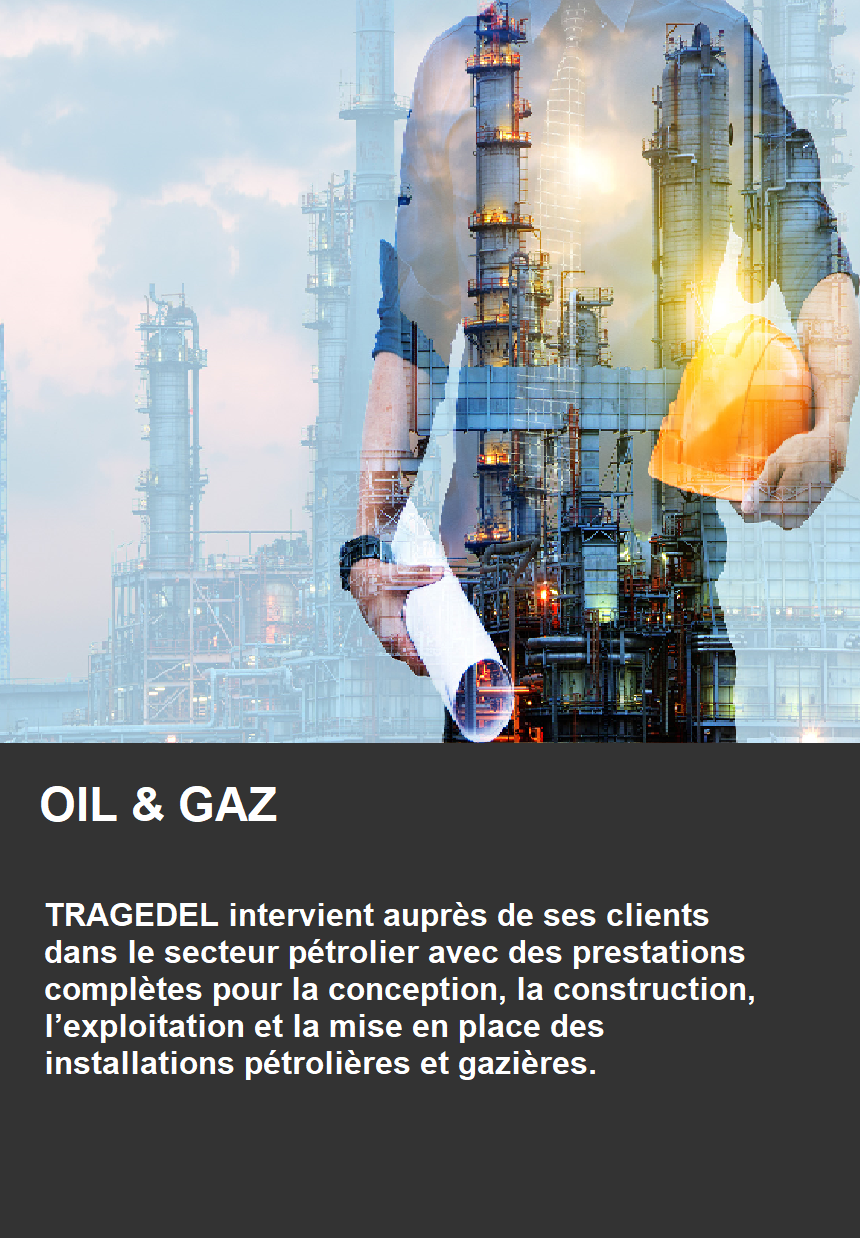 OIL & GAZ
TRAGEDEL intervient auprès de ses clients
dans le secteur pétrolier avec des prestations
complètes pour la conception, la construction,
l’exploitation et la mise en place des
installations pétrolières et gazières.